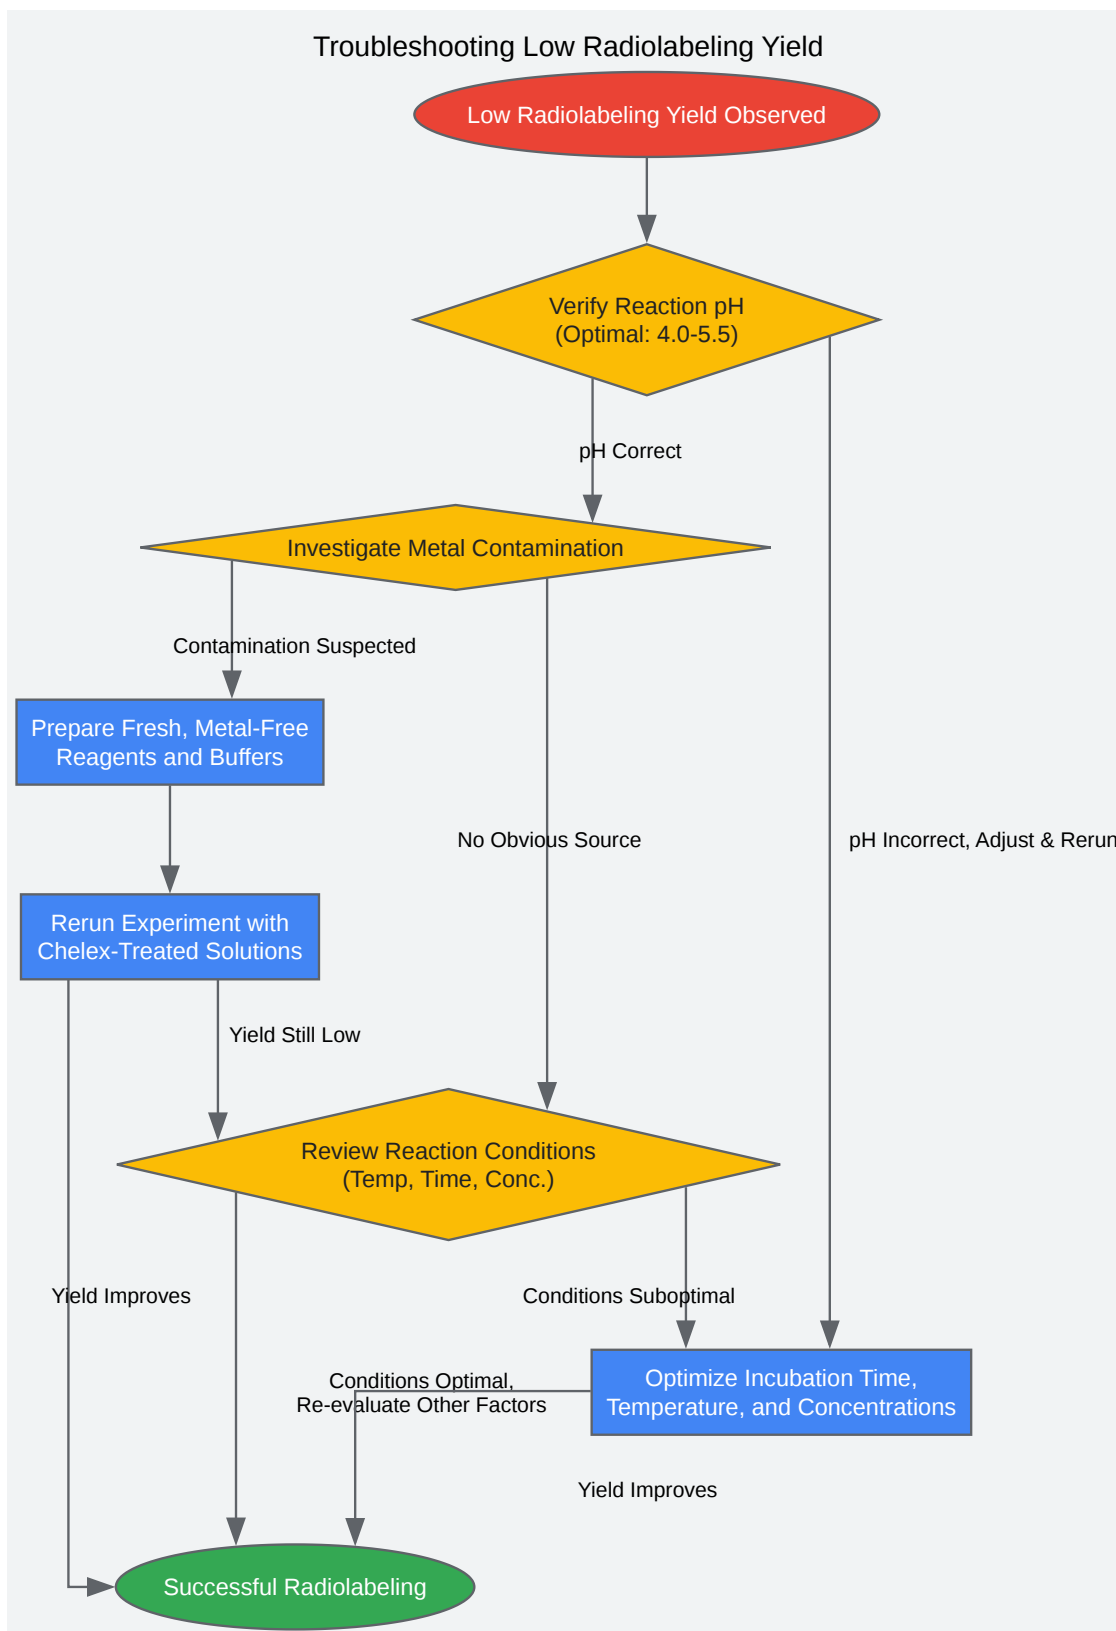 Troubleshooting Low Radiolabeling Yield
Low Radiolabeling Yield Observed
Verify Reaction pH
(Optimal: 4.0-5.5)
pH Correct
Investigate Metal Contamination
Contamination Suspected
Prepare Fresh, Metal-Free
Reagents and Buffers
No Obvious Source
pH Incorrect, Adjust & Rerun
Rerun Experiment with
Chelex-Treated Solutions
Yield Still Low
Review Reaction Conditions
(Temp, Time, Conc.)
Yield Improves
Conditions Suboptimal
Optimize Incubation Time,
Temperature, and Concentrations
Conditions Optimal,
Re-evaluate Other Factors
Yield Improves
Successful Radiolabeling